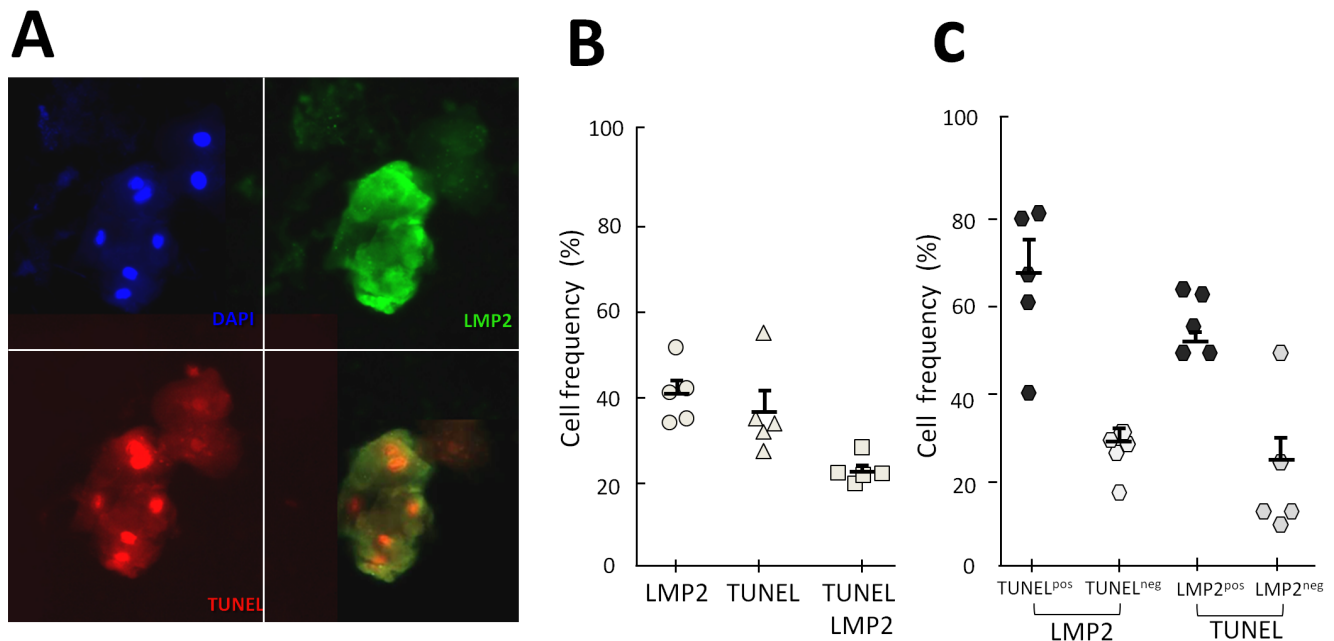 A
DAPI
LMP2
TUNEL
B
Cell frequency (%)
100
80
60
40
20
0
LMP2
TUNEL
TUNEL
LMP2
C
Cell frequency (%)
100
80
60
40
20
0
TUNELpos
TUNELneg
LMP2pos
LMP2neg
LMP2
TUNEL